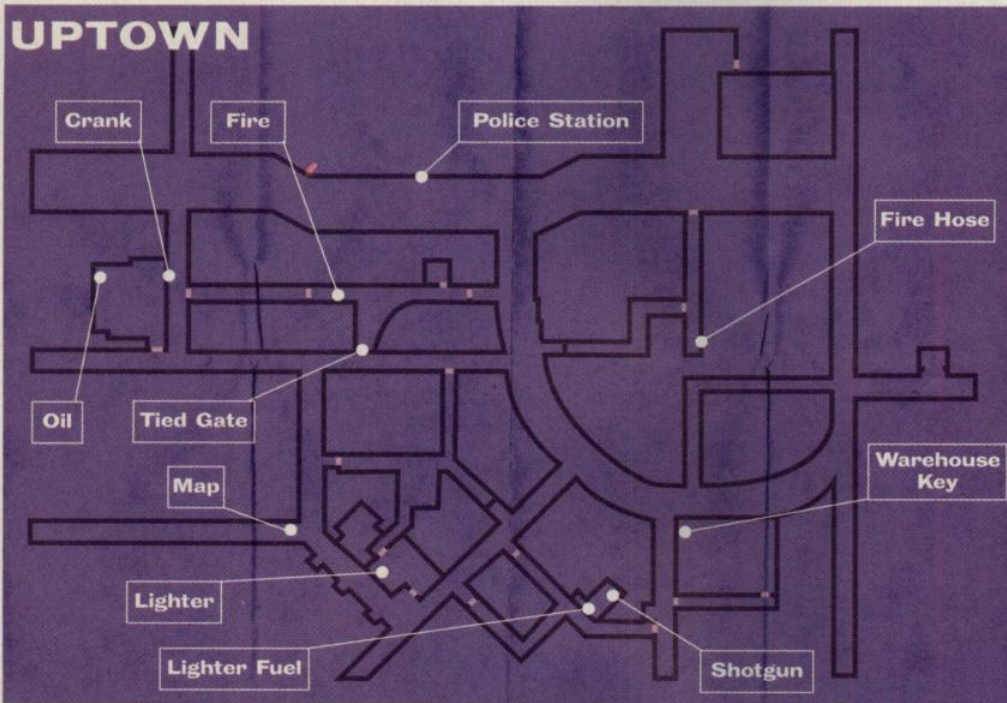 UPTOWN
Crank
Fire
Police Station
Fire Hose
Oil
Tied Gate
Map
Warehouse
Key
Lighter
Lighter Fuel
Shotgun